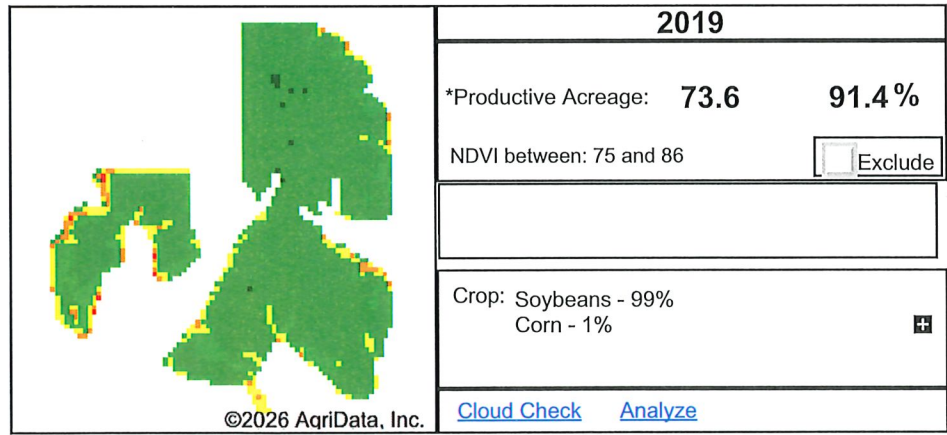 2019
*Productive Acreage: 73.6 91.4%
NDVI between: 75 and 86
Exclude
Crop: Soybeans - 99%
Corn - 1%
Cloud Check Analyze
©2026 AgriData, Inc.